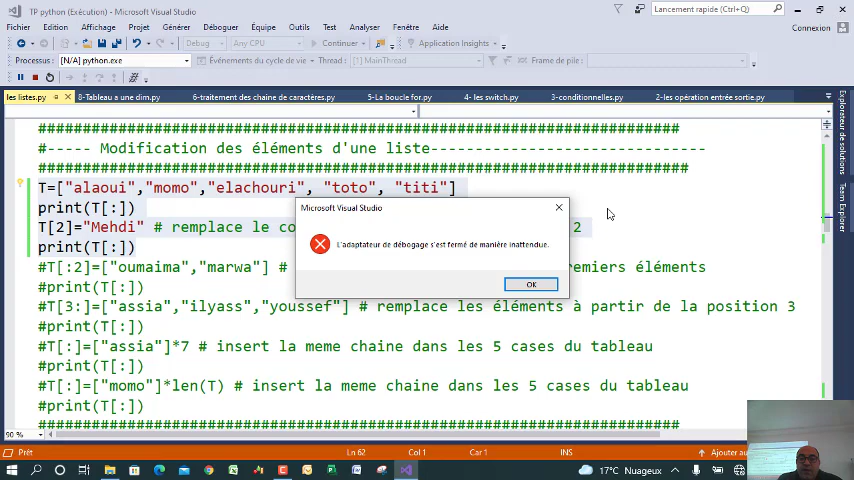 TP python (Exécution) - Microsoft Visual Studio
Lancement rapide (Ctrl+Q)
Fichier Edition Affichage Projet Générer Déboguer Équipe Outils Test Analyser Fenêtre Aide
Connexion
Debug Any CPU Continuer Application Insights
Processus : [N/A] python.exe Événements du cycle de vie Thread : [1] MainThread Frame de pile :
les listes.py 8-Tableau a une dim.py 6-traitement des chaine de caractères.py 5-La boucle for.py 4- les switch.py 3-conditionnelles.py 2-les opération entrée sortie.py
Explorateur de solutions
Team Explorer
########################################################################
#----- Modification des éléments d'une liste-------------------------------
#########################################################################
T=["alaoui","momo","elachouri", "toto", "titi"]
print(T[:])
T[2]="Mehdi" # remplace le co 2
print(T[:])
#T[:2]=["oumaima","marwa"] # remiers éléments
#print(T[:])
#T[3:]=["assia","ilyass","youssef"] # remplace les éléments à partir de la position 3
#print(T[:])
#T[:]=["assia"]*7 # insert la meme chaine dans les 5 cases du tableau
#print(T[:])
#T[:]=["momo"]*len(T) # insert la meme chaine dans les 5 cases du tableau
#print(T[:])
########################################################################
Microsoft Visual Studio
L'adaptateur de débogage s'est fermé de manière inattendue.
OK
90 %
Prêt Ln 62 Col 1 Car 1 INS Ajouter au
17°C Nuageux